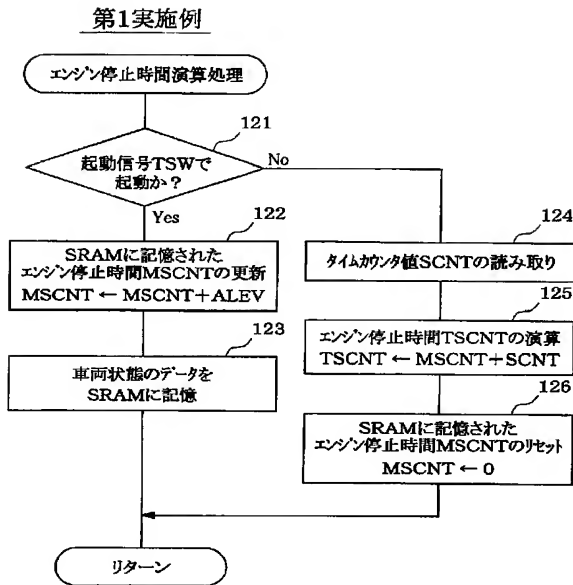 第1実施例
エンジン停止時間演算処理
121
起動信号TSWで
起動か?
No
Yes
122
SRAMに記憶された
エンジン停止時間MSCNTの更新
MSCNT ← MSCNT+ALEV
123
車両状態のデータを
SRAMに記憶
124
タイムカウンタ値SCNTの読み取り
125
エンジン停止時間TSCNTの演算
TSCNT ← MSCNT+SCNT
126
SRAMに記憶された
エンジン停止時間MSCNTのリセット
MSCNT ← 0
リターン